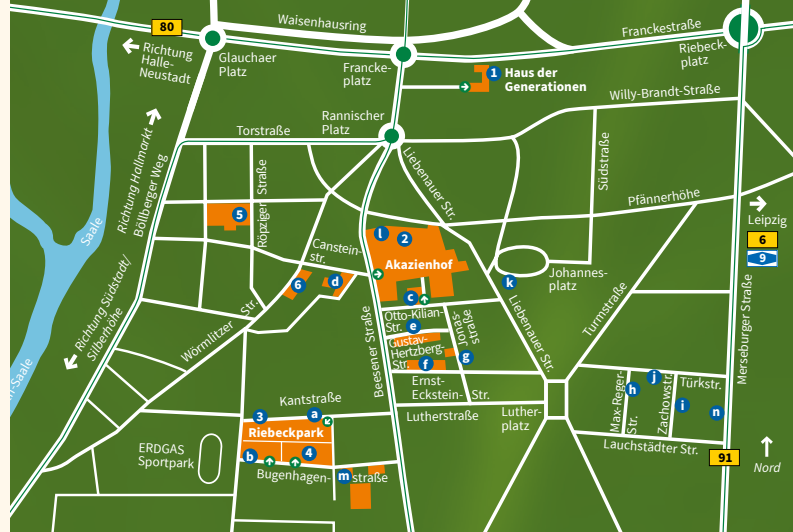 80
Waisenhausring
Franckestraße
Riebeck-
platz
Richtung
Halle-
Neustadt
Glauchaer
Platz
Francke-
platz
1
Haus der
Generationen
Willy-Brandt-Straße
Rannischer
Platz
Torstraße
Richtung Hallmarkt
Böllberger Weg
Liebenauer Str.
Südstraße
Röpziger Straße
Pfännerhöhe
Leipzig
6
9
Saale
5
l
2
Canstein-
str.
Akazienhof
6
d
k
Johannes-
platz
Richtung Südstadt/
Silberhöhe
c
Otto-Kilian-
Str.
e
Jonas-
straße
Liebenauer Str.
Turmstraße
Merseburger Straße
Wörmlitzer Str.
Beesener Straße
Gustav-
Hertzberg-
Str.
f
g
Ernst-
Eckstein- Str.
Max-Reger-
Str.
h
j
Zachowstr.
Türkstr.
i
n
Kantstraße
3
a
Lutherstraße
Luther-
platz
Riebeckpark
b
4
ERDGAS
Sportpark
Bugenhagen-
m
straße
Lauchstädter Str.
91
Nord